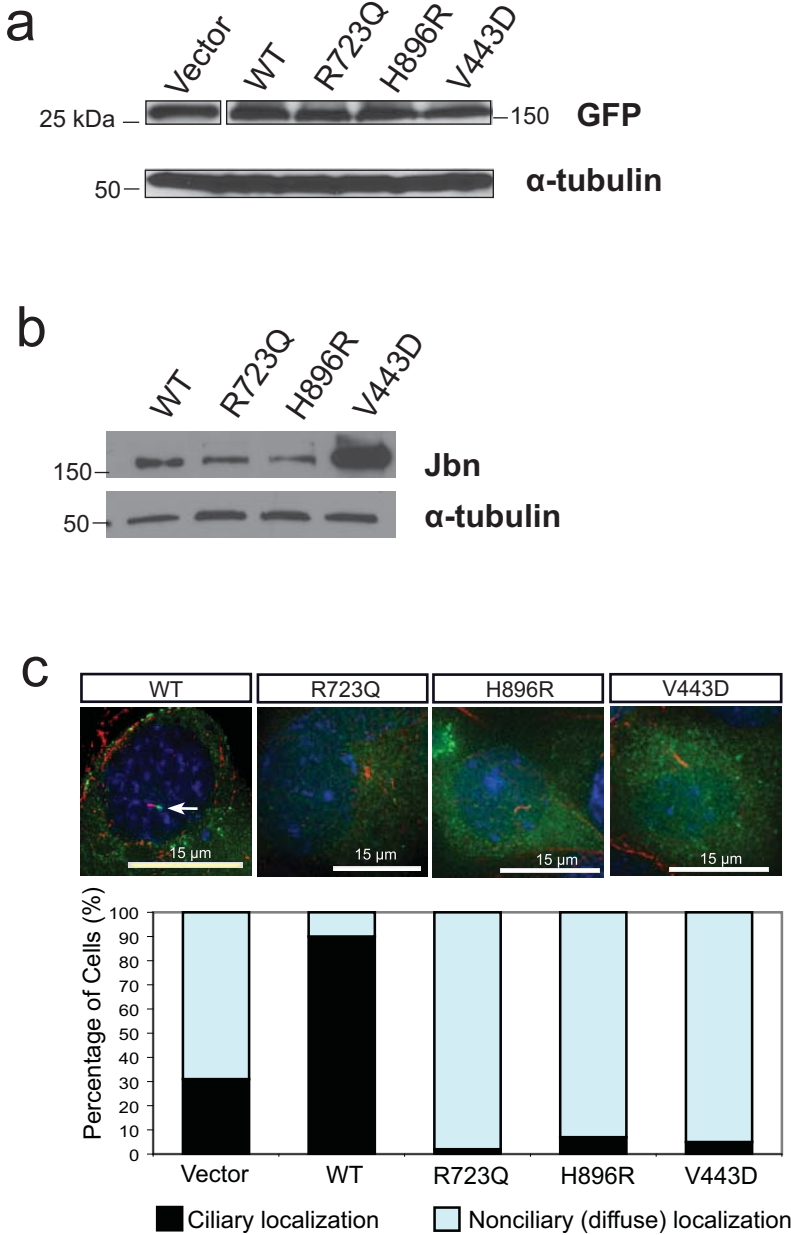 a
Vector WT R723Q H896R V443D
25 kDa
150 GFP
50
α-tubulin
b
WT R723Q H896R V443D
150
Jbn
50
α-tubulin
c
WT R723Q H896R V443D
15 µm 15 µm 15 µm 15 µm
Percentage of Cells (%)
100
90
80
70
60
50
40
30
20
10
0
Vector WT R723Q H896R V443D
Ciliary localization Nonciliary (diffuse) localization